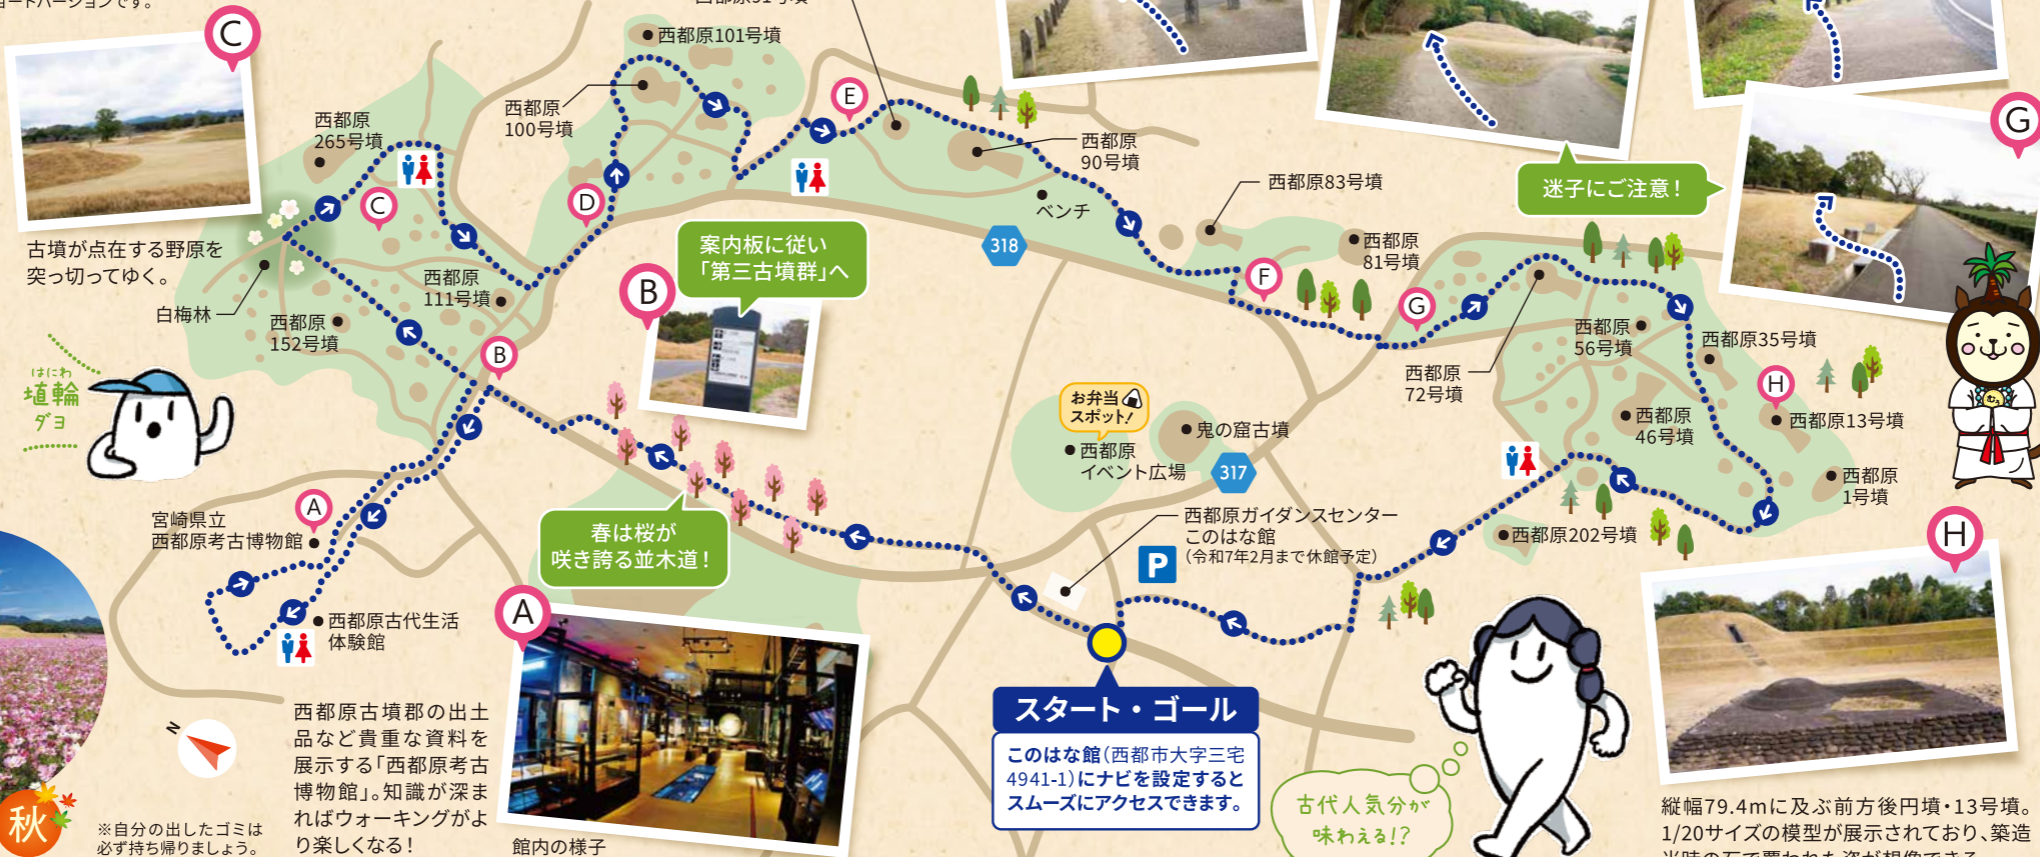 ョートバージョンです。
C
古墳が点在する野原を
突っ切ってゆく。
西都原101号墳
西都原
100号墳
西都原
265号墳
C
D
E
西都原
90号墳
ベンチ
318
西都原83号墳
西都原
81号墳
F
G
迷子にご注意！
G
白梅林
西都原
152号墳
西都原
111号墳
B
B
案内板に従い
「第三古墳群」へ
はにわ
埴輪
ダヨ
西都原
72号墳
西都原
56号墳
西都原35号墳
H
西都原13号墳
西都原
46号墳
西都原
1号墳
西都原202号墳
お弁当
スポット！
西都原
イベント広場
鬼の窟古墳
317
春は桜が
咲き誇る並木道！
西都原ガイダンスセンター
このはな館
（令和7年2月まで休館予定）
P
宮崎県立
西都原考古博物館
A
西都原古代生活
体験館
A
館内の様子
N
西都原古墳郡の出土
品など貴重な資料を
展示する「西都原考古
博物館」。知識が深ま
ればウォーキングがよ
り楽しくなる！
秋
※自分の出したゴミは
必ず持ち帰りましょう。
スタート・ゴール
このはな館（西都市大字三宅
4941-1）にナビを設定すると
スムーズにアクセスできます。
古代人気分が
味わえる!?
H
縦幅79.4mに及ぶ前方後円墳・13号墳。
1/20サイズの模型が展示されており、築造